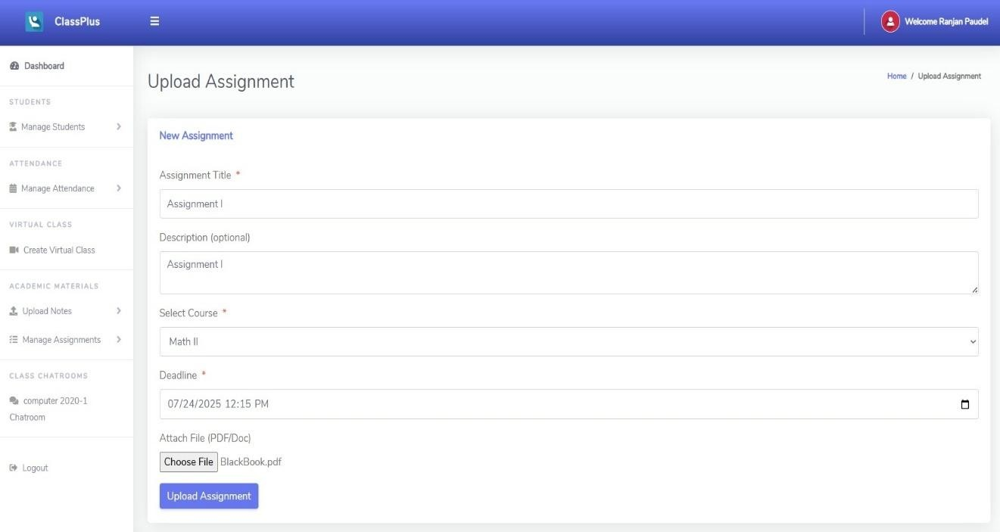 ClassPlus
Welcome Ranjan Paudel
Dashboard
STUDENTS
Manage Students
ATTENDANCE
Manage Attendance
VIRTUAL CLASS
Create Virtual Class
ACADEMIC MATERIALS
Upload Notes
Manage Assignments
CLASS CHATROOMS
computer 2020-1
Chatroom
Logout
Upload Assignment
Home / Upload Assignment
New Assignment
Assignment Title *
Assignment I
Description (optional)
Assignment I
Select Course *
Math II
Deadline *
07/24/2025 12:15 PM
Attach File (PDF/Doc)
Choose File BlackBook.pdf
Upload Assignment